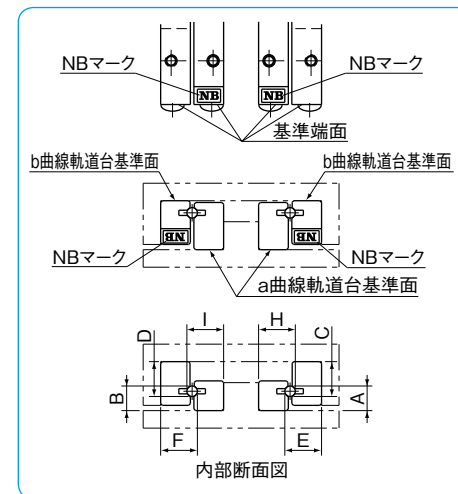 NBマーク NBマーク
NB NB
基準端面
b曲線軌道台基準面 b曲線軌道台基準面
NB NB
NBマーク NBマーク
a曲線軌道台基準面
D I H C
B A
F E
内部断面図